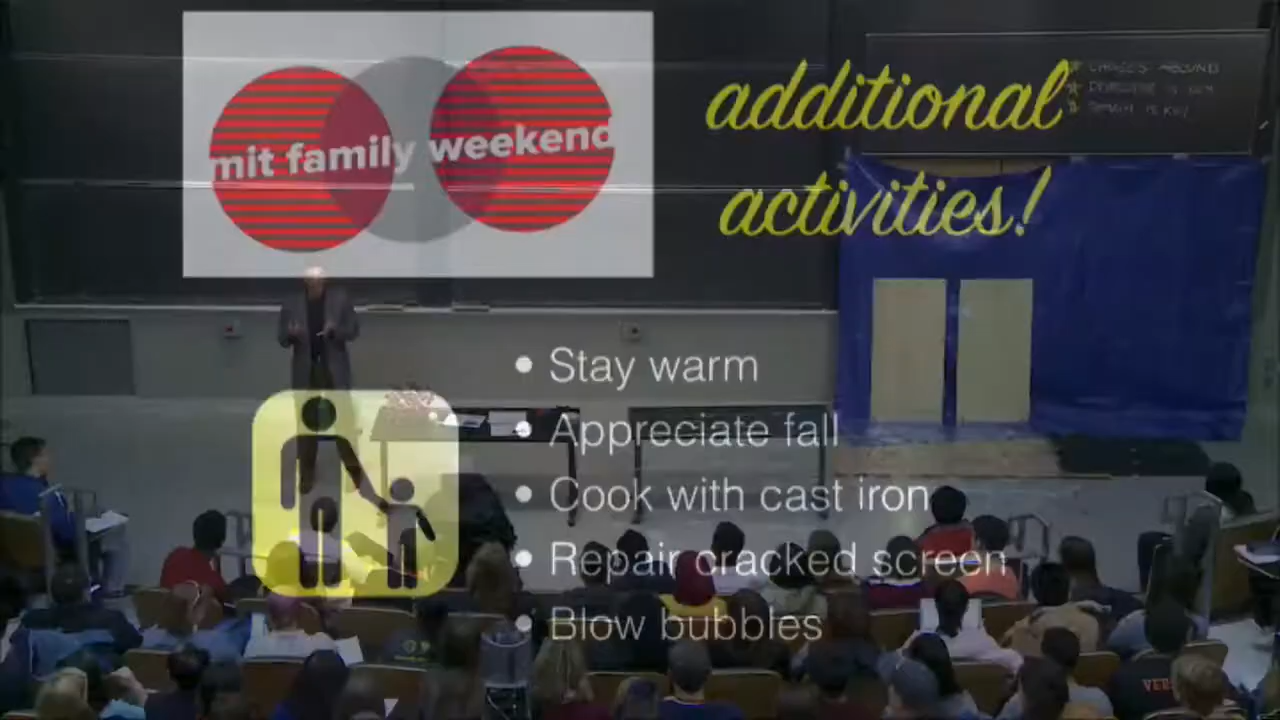 mit family weekend
additional
activities!
• Stay warm
• Appreciate fall
• Cook with cast iron
• Repair cracked screen
• Blow bubbles